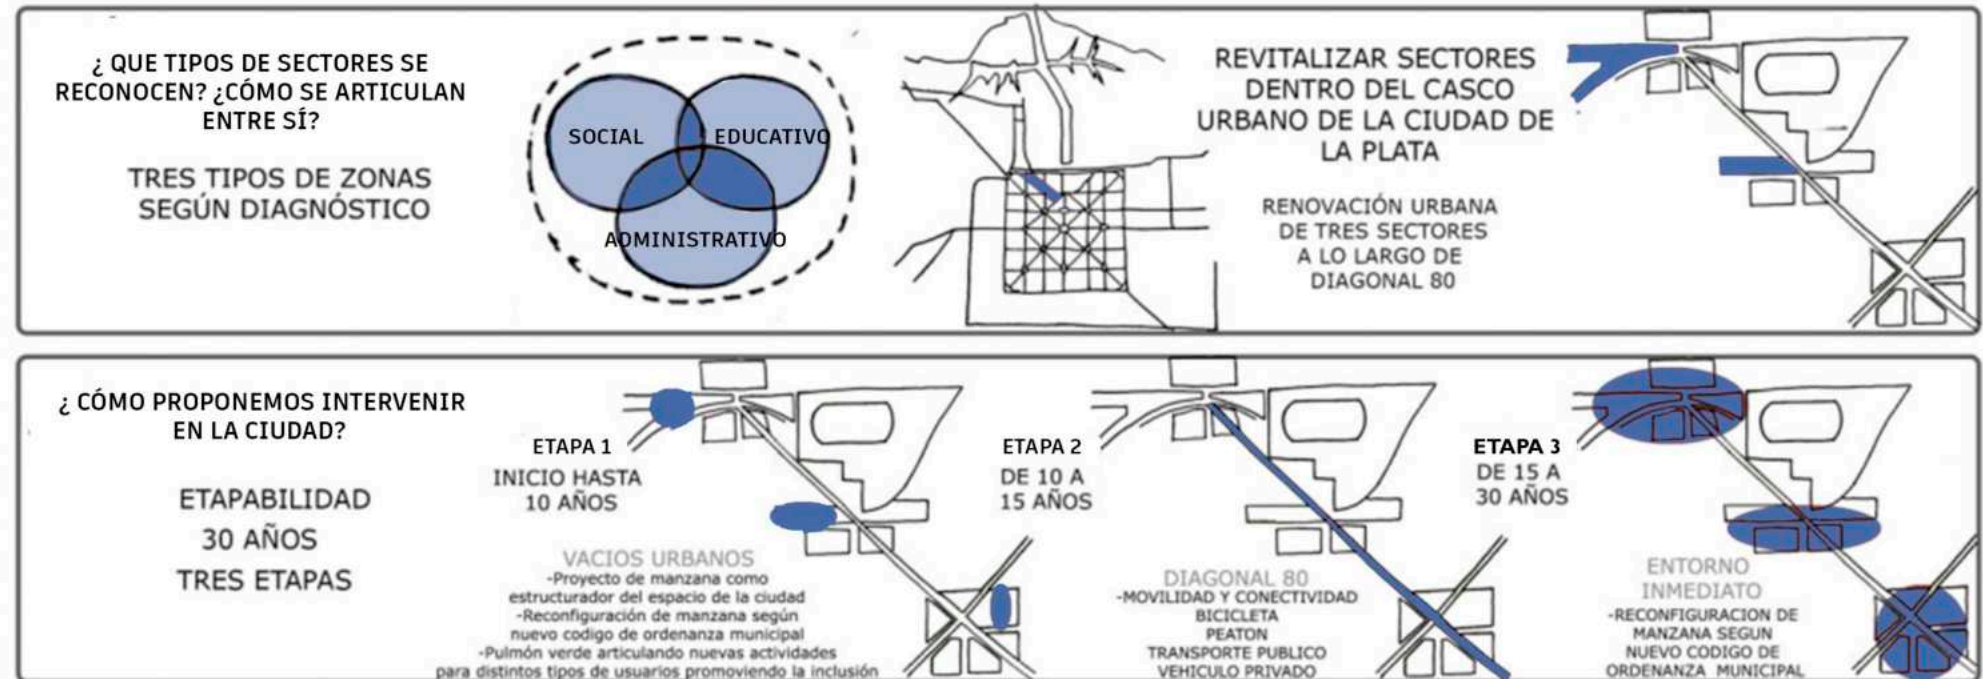 ¿ QUE TIPOS DE SECTORES SE
RECONOCEN? ¿CÓMO SE ARTICULAN
ENTRE SÍ?
TRES TIPOS DE ZONAS
SEGÚN DIAGNÓSTICO
SOCIAL
EDUCATIVO
ADMINISTRATIVO
REVITALIZAR SECTORES
DENTRO DEL CASCO
URBANO DE LA CIUDAD DE
LA PLATA
RENOVACIÓN URBANA
DE TRES SECTORES
A LO LARGO DE
DIAGONAL 80
¿ CÓMO PROPONEMOS INTERVENIR
EN LA CIUDAD?
ETAPABILIDAD
30 AÑOS
TRES ETAPAS
ETAPA 1
INICIO HASTA
10 AÑOS
VACIOS URBANOS
-Proyecto de manzana como
estructurador del espacio de la ciudad
-Reconfiguración de manzana según
nuevo codigo de ordenanza municipal
-Pulmón verde articulando nuevas actividades
para distintos tipos de usuarios promoviendo la inclusión
ETAPA 2
DE 10 A
15 AÑOS
DIAGONAL 80
-MOVILIDAD Y CONECTIVIDAD
BICICLETA
PEATON
TRANSPORTE PUBLICO
VEHICULO PRIVADO
ETAPA 3
DE 15 A
30 AÑOS
ENTORNO
INMEDIATO
-RECONFIGURACION DE
MANZANA SEGUN
NUEVO CODIGO DE
ORDENANZA MUNICIPAL